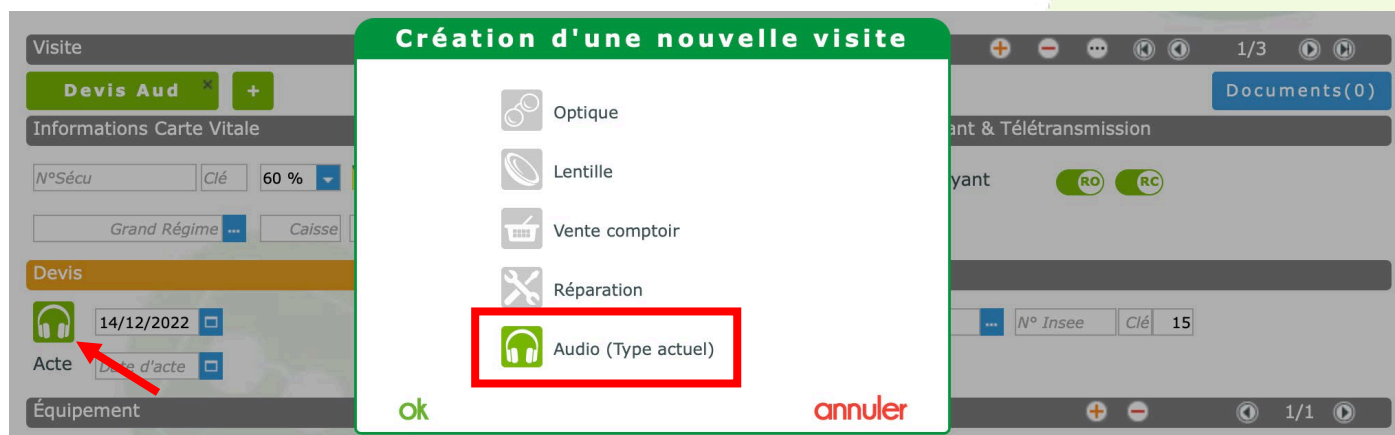 Création d'une nouvelle visite
Visite
1/3
Devis Aud × +
Documents(0)
Informations Carte Vitale
ant & Télétransmission
N°Sécu Clé 60 %
yant RO RC
Grand Régime ... Caisse
Optique
Lentille
Vente comptoir
Réparation
Audio (Type actuel)
ok annuler
Devis
14/12/2022
... N° Insee Clé 15
Acte Date d'acte
Équipement
1/1